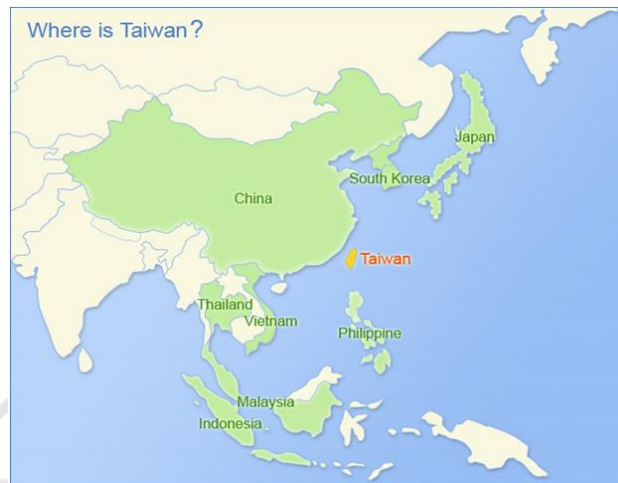 Where is Taiwan?
Japan
South Korea
China
Taiwan
Thailand
Vietnam
Philippine
Malaysia
Indonesia